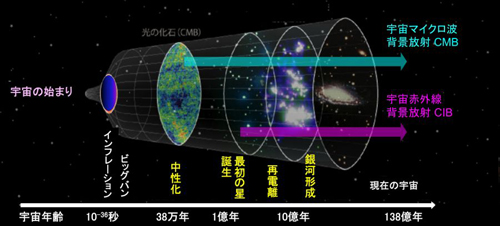 光の化石(CMB)
宇宙マイクロ波
背景放射 CMB
宇宙の始まり
宇宙赤外線
背景放射 CIB
インフレーション
ビッグバン
中性化
最初の星
誕生
再電離
銀河形成
現在の宇宙
宇宙年齢 10⁻³⁶秒 38万年 1億年 10億年 138億年